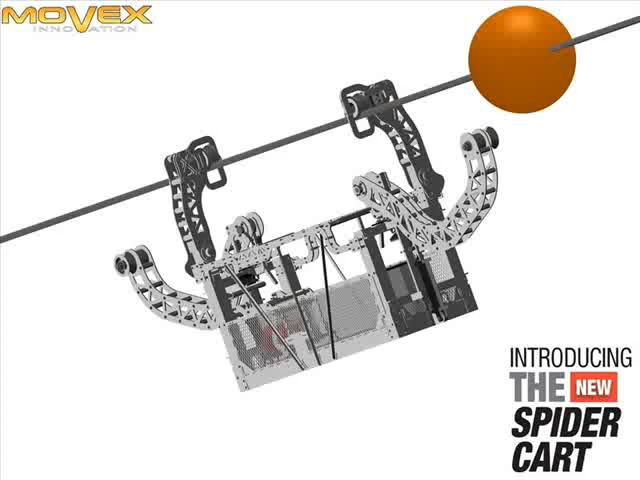 MOVEX
INNOVATION
INTRODUCING
THE NEW
SPIDER
CART